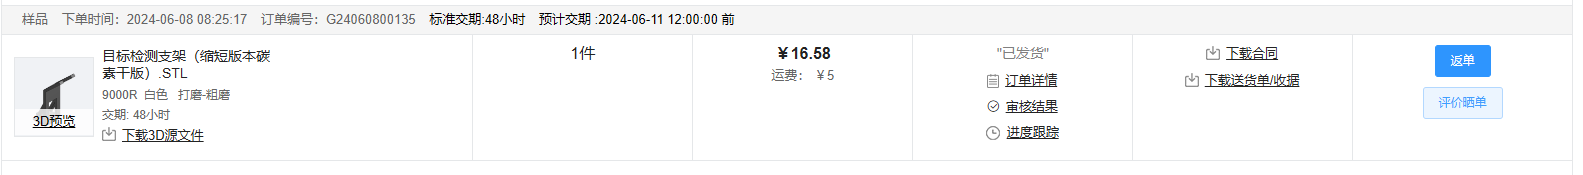 样品 下单时间：2024-06-08 08:25:17 订单编号：G24060800135 标准交期:48小时 预计交期 :2024-06-11 12:00:00 前
目标检测支架（缩短版本碳
素干版）.STL
9000R 白色 打磨-粗磨
交期: 48小时
下载3D源文件
3D预览
1件
￥16.58
运费： ￥5
"已发货"
订单详情
审核结果
进度跟踪
下载合同
下载送货单/收据
返单
评价晒单